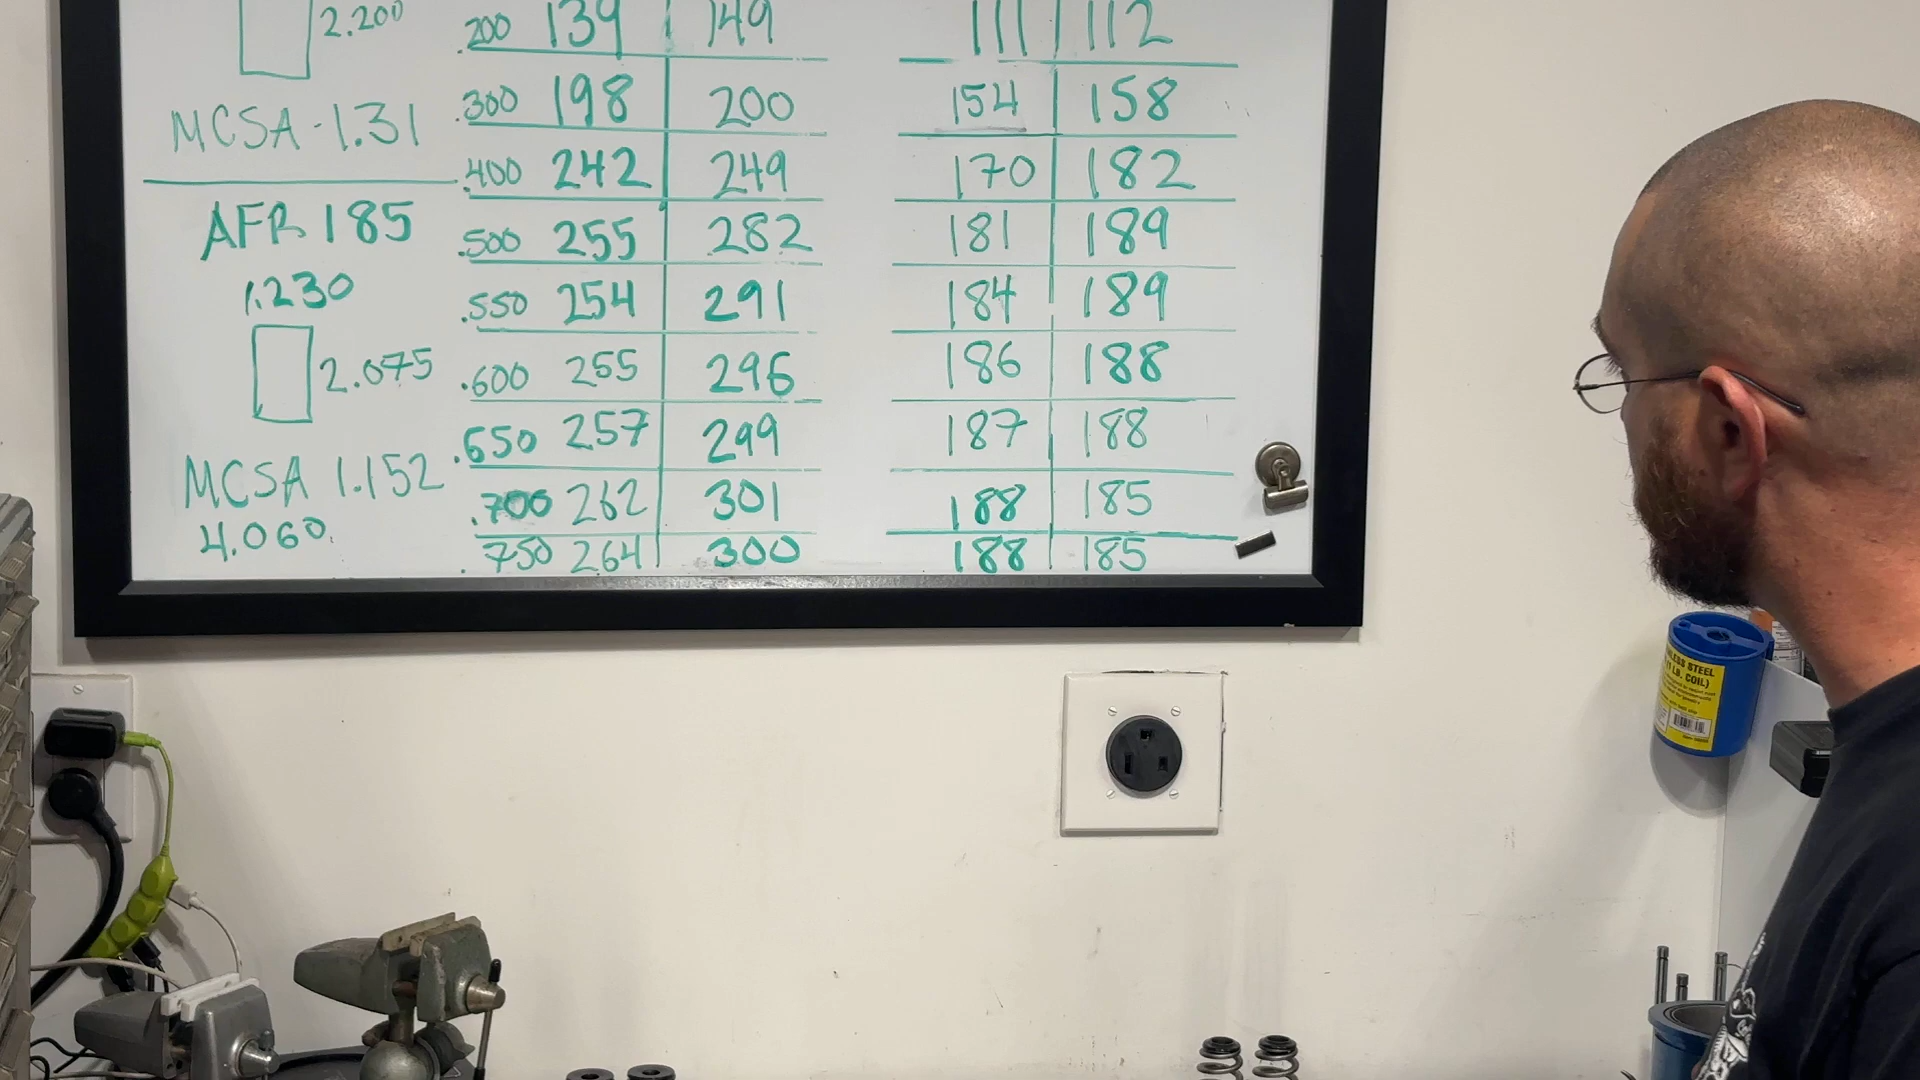 2.200
MCSA-1.31
AFR 185
1.230
2.075
MCSA 1.152
4.060
.200 139 149 111 112
.300 198 200 154 158
.400 242 249 170 182
.500 255 282 181 189
.550 254 291 184 189
.600 255 296 186 188
.650 257 299 187 188
.700 262 301 188 185
.750 264 300 188 185
STEEL
LB. COIL)